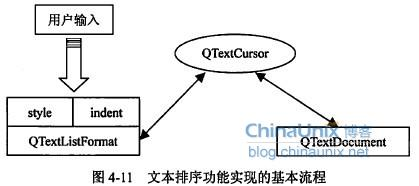 用户输入
QTextCursor
style indent
QTextListFormat
QTextDocument
ChinaUnix 博客
blog.chinaunix.net
图 4-11 文本排序功能实现的基本流程